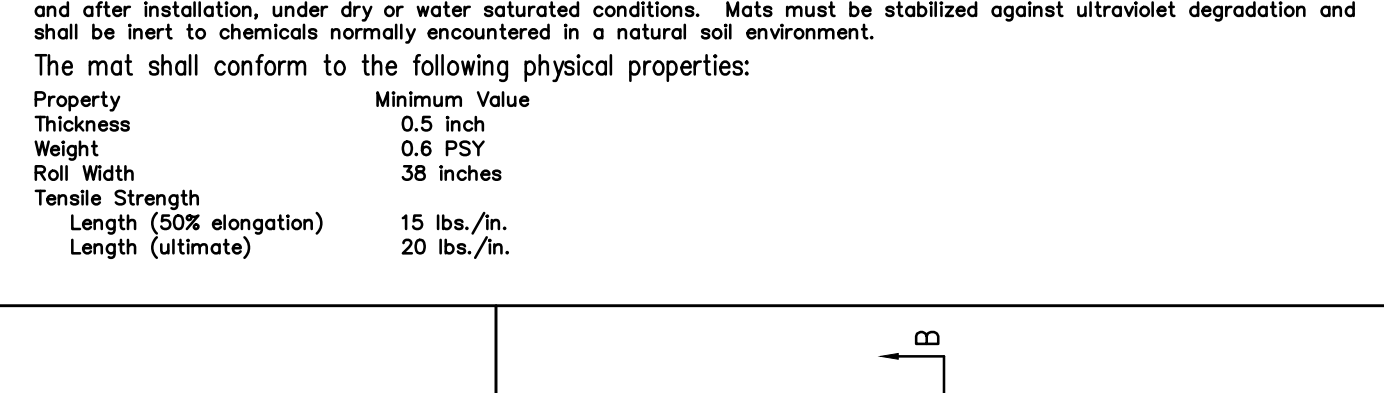 and after installation, under dry or water saturated conditions. Mats must be stabilized against ultraviolet degradation and
shall be inert to chemicals normally encountered in a natural soil environment.
The mat shall conform to the following physical properties:
Property Minimum Value
Thickness 0.5 inch
Weight 0.6 PSY
Roll Width 38 inches
Tensile Strength
Length (50% elongation) 15 lbs./in.
Length (ultimate) 20 lbs./in.
B